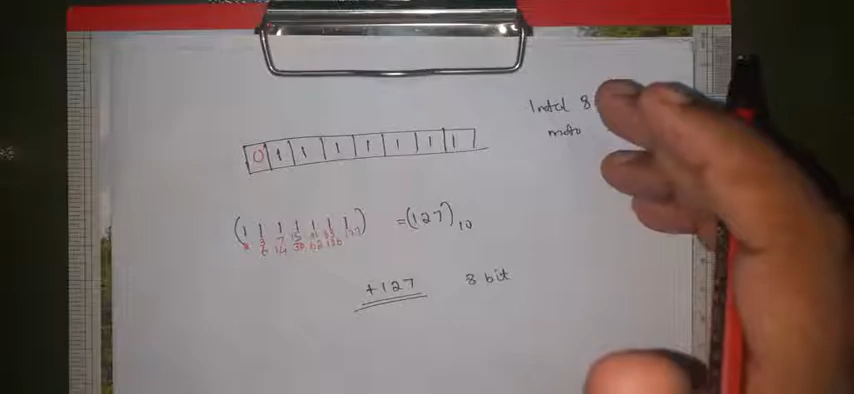 Intel 8
moto
0 1 1 1 1 1 1 1
(1 1 1 1 1 1 1) = (127)10
+127 8 bit